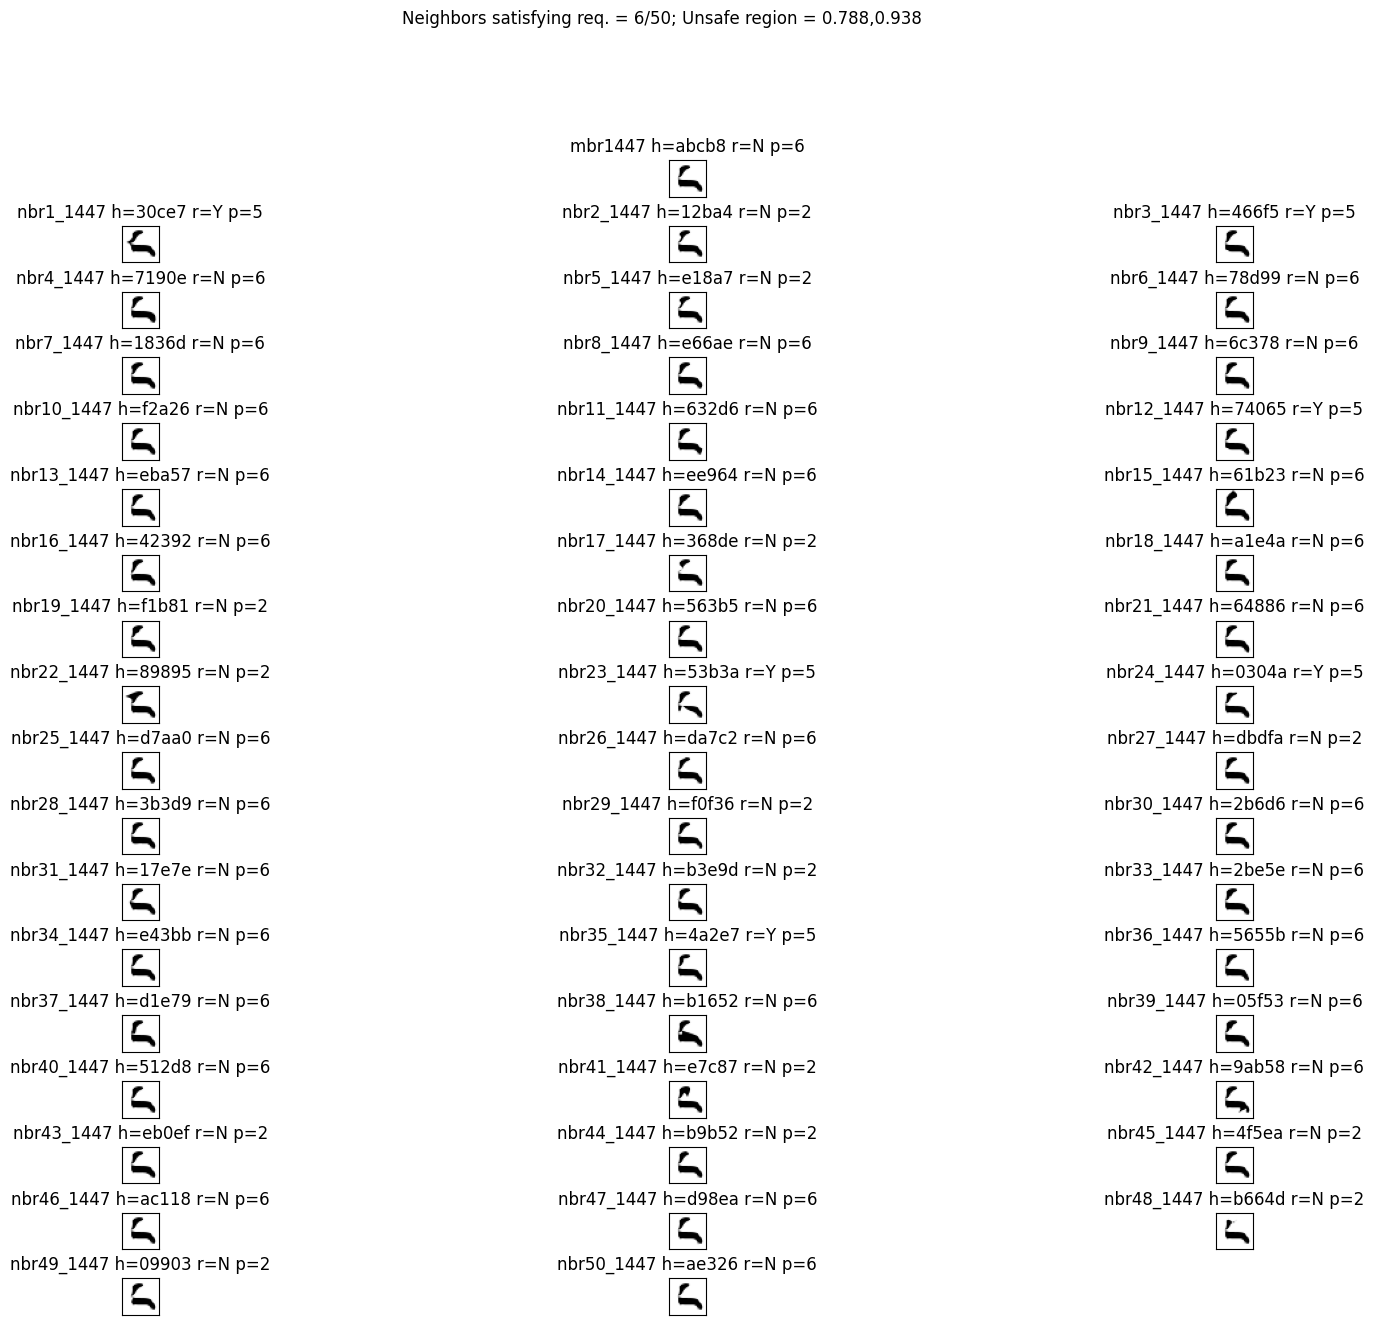 Neighbors satisfying req. = 6/50; Unsafe region = 0.788,0.938
mbr1447 h=abcb8 r=N p=6
nbr1_1447 h=30ce7 r=Y p=5
nbr2_1447 h=12ba4 r=N p=2
nbr3_1447 h=466f5 r=Y p=5
nbr4_1447 h=7190e r=N p=6
nbr5_1447 h=e18a7 r=N p=2
nbr6_1447 h=78d99 r=N p=6
nbr7_1447 h=1836d r=N p=6
nbr8_1447 h=e66ae r=N p=6
nbr9_1447 h=6c378 r=N p=6
nbr10_1447 h=f2a26 r=N p=6
nbr11_1447 h=632d6 r=N p=6
nbr12_1447 h=74065 r=Y p=5
nbr13_1447 h=eba57 r=N p=6
nbr14_1447 h=ee964 r=N p=6
nbr15_1447 h=61b23 r=N p=6
nbr16_1447 h=42392 r=N p=6
nbr17_1447 h=368de r=N p=2
nbr18_1447 h=a1e4a r=N p=6
nbr19_1447 h=f1b81 r=N p=2
nbr20_1447 h=563b5 r=N p=6
nbr21_1447 h=64886 r=N p=6
nbr22_1447 h=89895 r=N p=2
nbr23_1447 h=53b3a r=Y p=5
nbr24_1447 h=0304a r=Y p=5
nbr25_1447 h=d7aa0 r=N p=6
nbr26_1447 h=da7c2 r=N p=6
nbr27_1447 h=dbdfa r=N p=2
nbr28_1447 h=3b3d9 r=N p=6
nbr29_1447 h=f0f36 r=N p=2
nbr30_1447 h=2b6d6 r=N p=6
nbr31_1447 h=17e7e r=N p=6
nbr32_1447 h=b3e9d r=N p=2
nbr33_1447 h=2be5e r=N p=6
nbr34_1447 h=e43bb r=N p=6
nbr35_1447 h=4a2e7 r=Y p=5
nbr36_1447 h=5655b r=N p=6
nbr37_1447 h=d1e79 r=N p=6
nbr38_1447 h=b1652 r=N p=6
nbr39_1447 h=05f53 r=N p=6
nbr40_1447 h=512d8 r=N p=6
nbr41_1447 h=e7c87 r=N p=2
nbr42_1447 h=9ab58 r=N p=6
nbr43_1447 h=eb0ef r=N p=2
nbr44_1447 h=b9b52 r=N p=2
nbr45_1447 h=4f5ea r=N p=2
nbr46_1447 h=ac118 r=N p=6
nbr47_1447 h=d98ea r=N p=6
nbr48_1447 h=b664d r=N p=2
nbr49_1447 h=09903 r=N p=2
nbr50_1447 h=ae326 r=N p=6